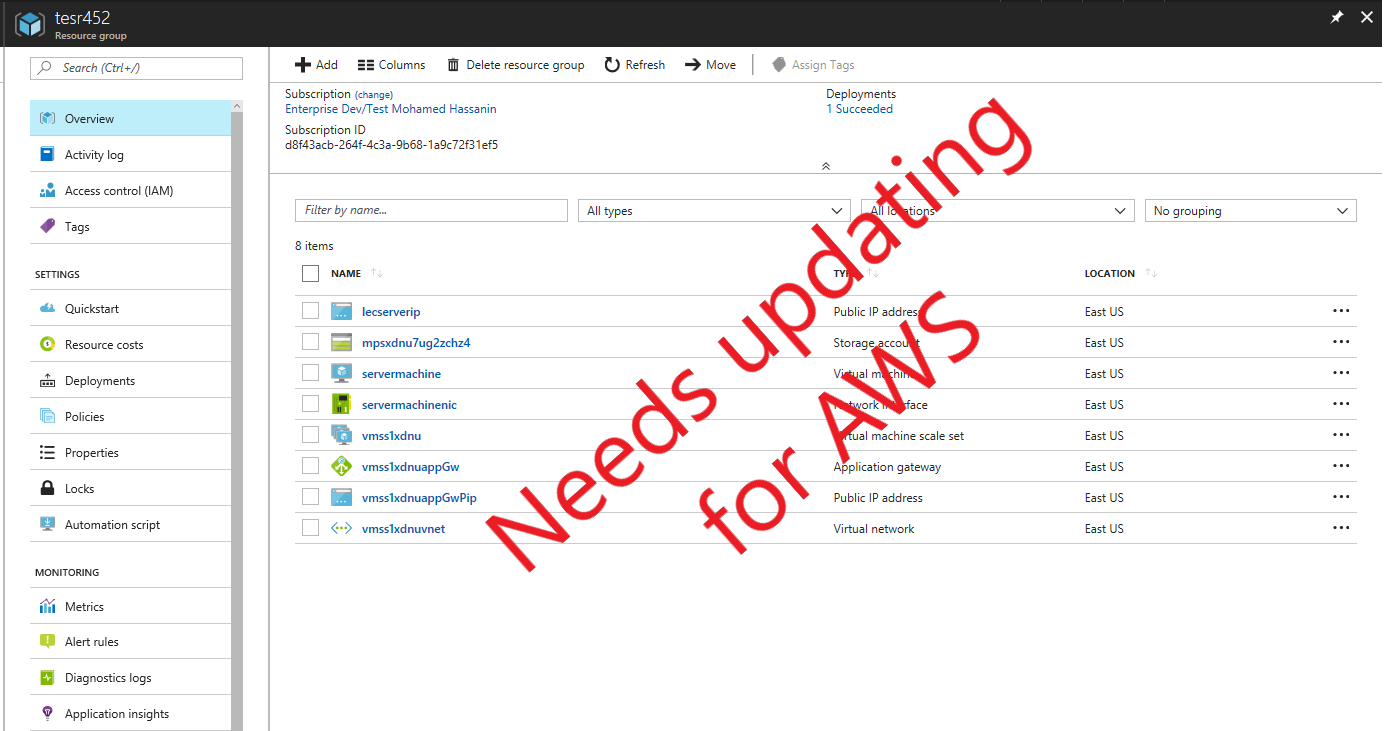 tesr452
Resource group
Search (Ctrl+/)
Overview
Activity log
Access control (IAM)
Tags
SETTINGS
Quickstart
Resource costs
Deployments
Policies
Properties
Locks
Automation script
MONITORING
Metrics
Alert rules
Diagnostics logs
Application insights
Add Columns Delete resource group Refresh Move Assign Tags
Subscription (change)
Enterprise Dev/Test Mohamed Hassanin
Subscription ID
d8f43acb-264f-4c3a-9b68-1a9c72f31ef5
Deployments
1 Succeeded
Filter by name... All types All locations No grouping
8 items
NAME TYPE LOCATION
lecserverip Public IP address East US
mpsxdnu7ug2zchz4 Storage account East US
servermachine Virtual machine East US
servermachinenic Network interface East US
vmss1xdnu Virtual machine scale set East US
vmss1xdnuappGw Application gateway East US
vmss1xdnuappGwPip Public IP address East US
vmss1xdnuvnet Virtual network East US
Needs updating
for AWS